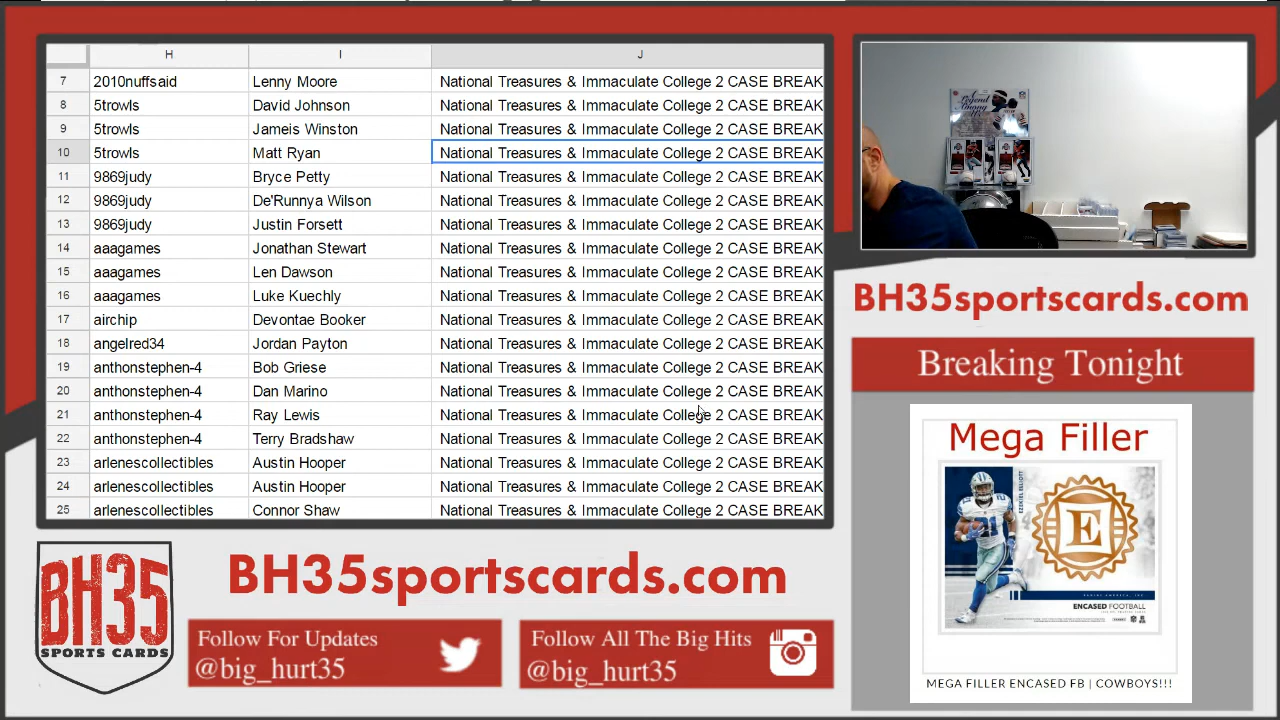 H I J
7 2010nuffsaid Lenny Moore National Treasures & Immaculate College 2 CASE BREAK
8 5trowls David Johnson National Treasures & Immaculate College 2 CASE BREAK
9 5trowls Jameis Winston National Treasures & Immaculate College 2 CASE BREAK
10 5trowls Matt Ryan National Treasures & Immaculate College 2 CASE BREAK
11 9869judy Bryce Petty National Treasures & Immaculate College 2 CASE BREAK
12 9869judy De'Runnya Wilson National Treasures & Immaculate College 2 CASE BREAK
13 9869judy Justin Forsett National Treasures & Immaculate College 2 CASE BREAK
14 aaagames Jonathan Stewart National Treasures & Immaculate College 2 CASE BREAK
15 aaagames Len Dawson National Treasures & Immaculate College 2 CASE BREAK
16 aaagames Luke Kuechly National Treasures & Immaculate College 2 CASE BREAK
17 airchip Devontae Booker National Treasures & Immaculate College 2 CASE BREAK
18 angelred34 Jordan Payton National Treasures & Immaculate College 2 CASE BREAK
19 anthonstephen-4 Bob Griese National Treasures & Immaculate College 2 CASE BREAK
20 anthonstephen-4 Dan Marino National Treasures & Immaculate College 2 CASE BREAK
21 anthonstephen-4 Ray Lewis National Treasures & Immaculate College 2 CASE BREAK
22 anthonstephen-4 Terry Bradshaw National Treasures & Immaculate College 2 CASE BREAK
23 arlenescollectibles Austin Hooper National Treasures & Immaculate College 2 CASE BREAK
24 arlenescollectibles Austin Hooper National Treasures & Immaculate College 2 CASE BREAK
25 arlenescollectibles Connor Shaw National Treasures & Immaculate College 2 CASE BREAK
Legend
Among
BH35sportscards.com
Breaking Tonight
Mega Filler
EZEKIEL ELLIOTT
21
E
PANINI AMERICA, INC.
ENCASED FOOTBALL
MEGA FILLER ENCASED FB | COWBOYS!!!
BH35
SPORTS CARDS
BH35sportscards.com
Follow For Updates
@big_hurt35
Follow All The Big Hits
@big_hurt35